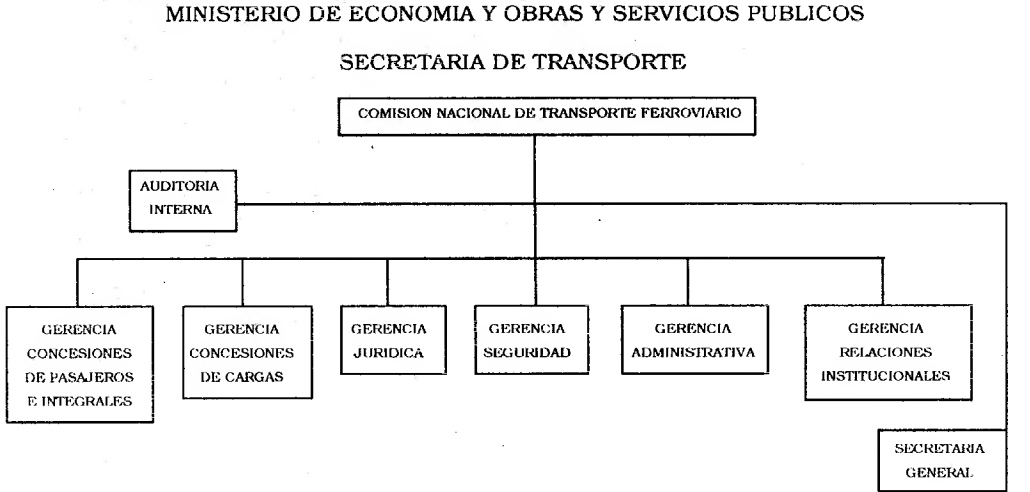 MINISTERIO DE ECONOMIA Y OBRAS Y SERVICIOS PUBLICOS
SECRETARIA DE TRANSPORTE
COMISION NACIONAL DE TRANSPORTE FERROVIARIO
AUDITORIA
INTERNA
GERENCIA
CONCESIONES
DE PASAJEROS
E INTEGRALES
GERENCIA
CONCESIONES
DE CARGAS
GERENCIA
JURIDICA
GERENCIA
SEGURIDAD
GERENCIA
ADMINISTRATIVA
GERENCIA
RELACIONES
INSTITUCIONALES
SECRETARIA
GENERAL